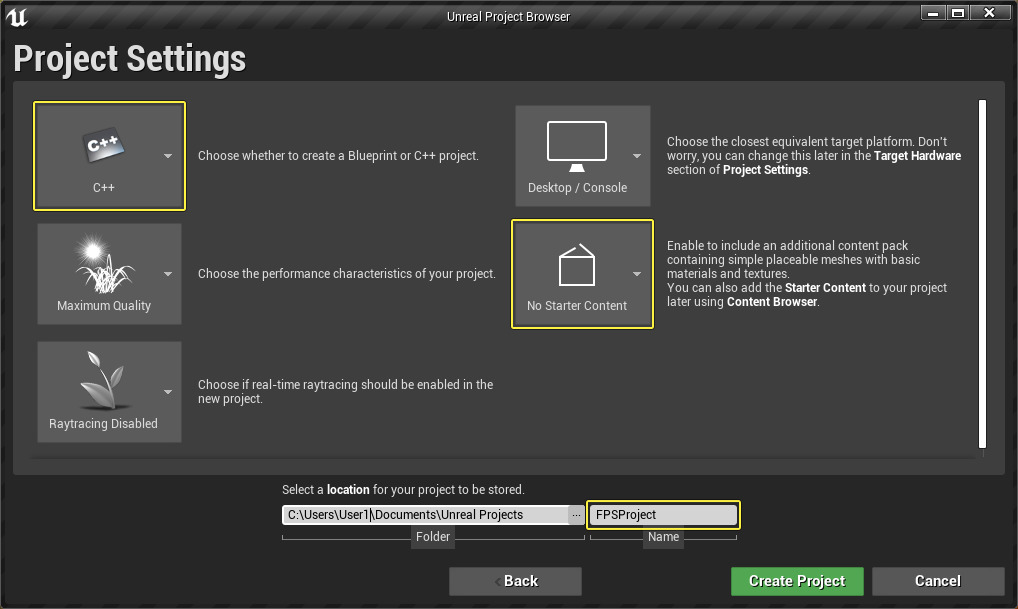 Unreal Project Browser
Project Settings
C++
C++
Choose whether to create a Blueprint or C++ project.
Desktop / Console
Choose the closest equivalent target platform. Don't
worry, you can change this later in the Target Hardware
section of Project Settings.
Maximum Quality
Choose the performance characteristics of your project.
No Starter Content
Enable to include an additional content pack
containing simple placeable meshes with basic
materials and textures.
You can also add the Starter Content to your project
later using Content Browser.
Raytracing Disabled
Choose if real-time raytracing should be enabled in the
new project.
Select a location for your project to be stored.
C:\Users\User1\Documents\Unreal Projects
...
FPSProject
Folder
Name
< Back
Create Project
Cancel